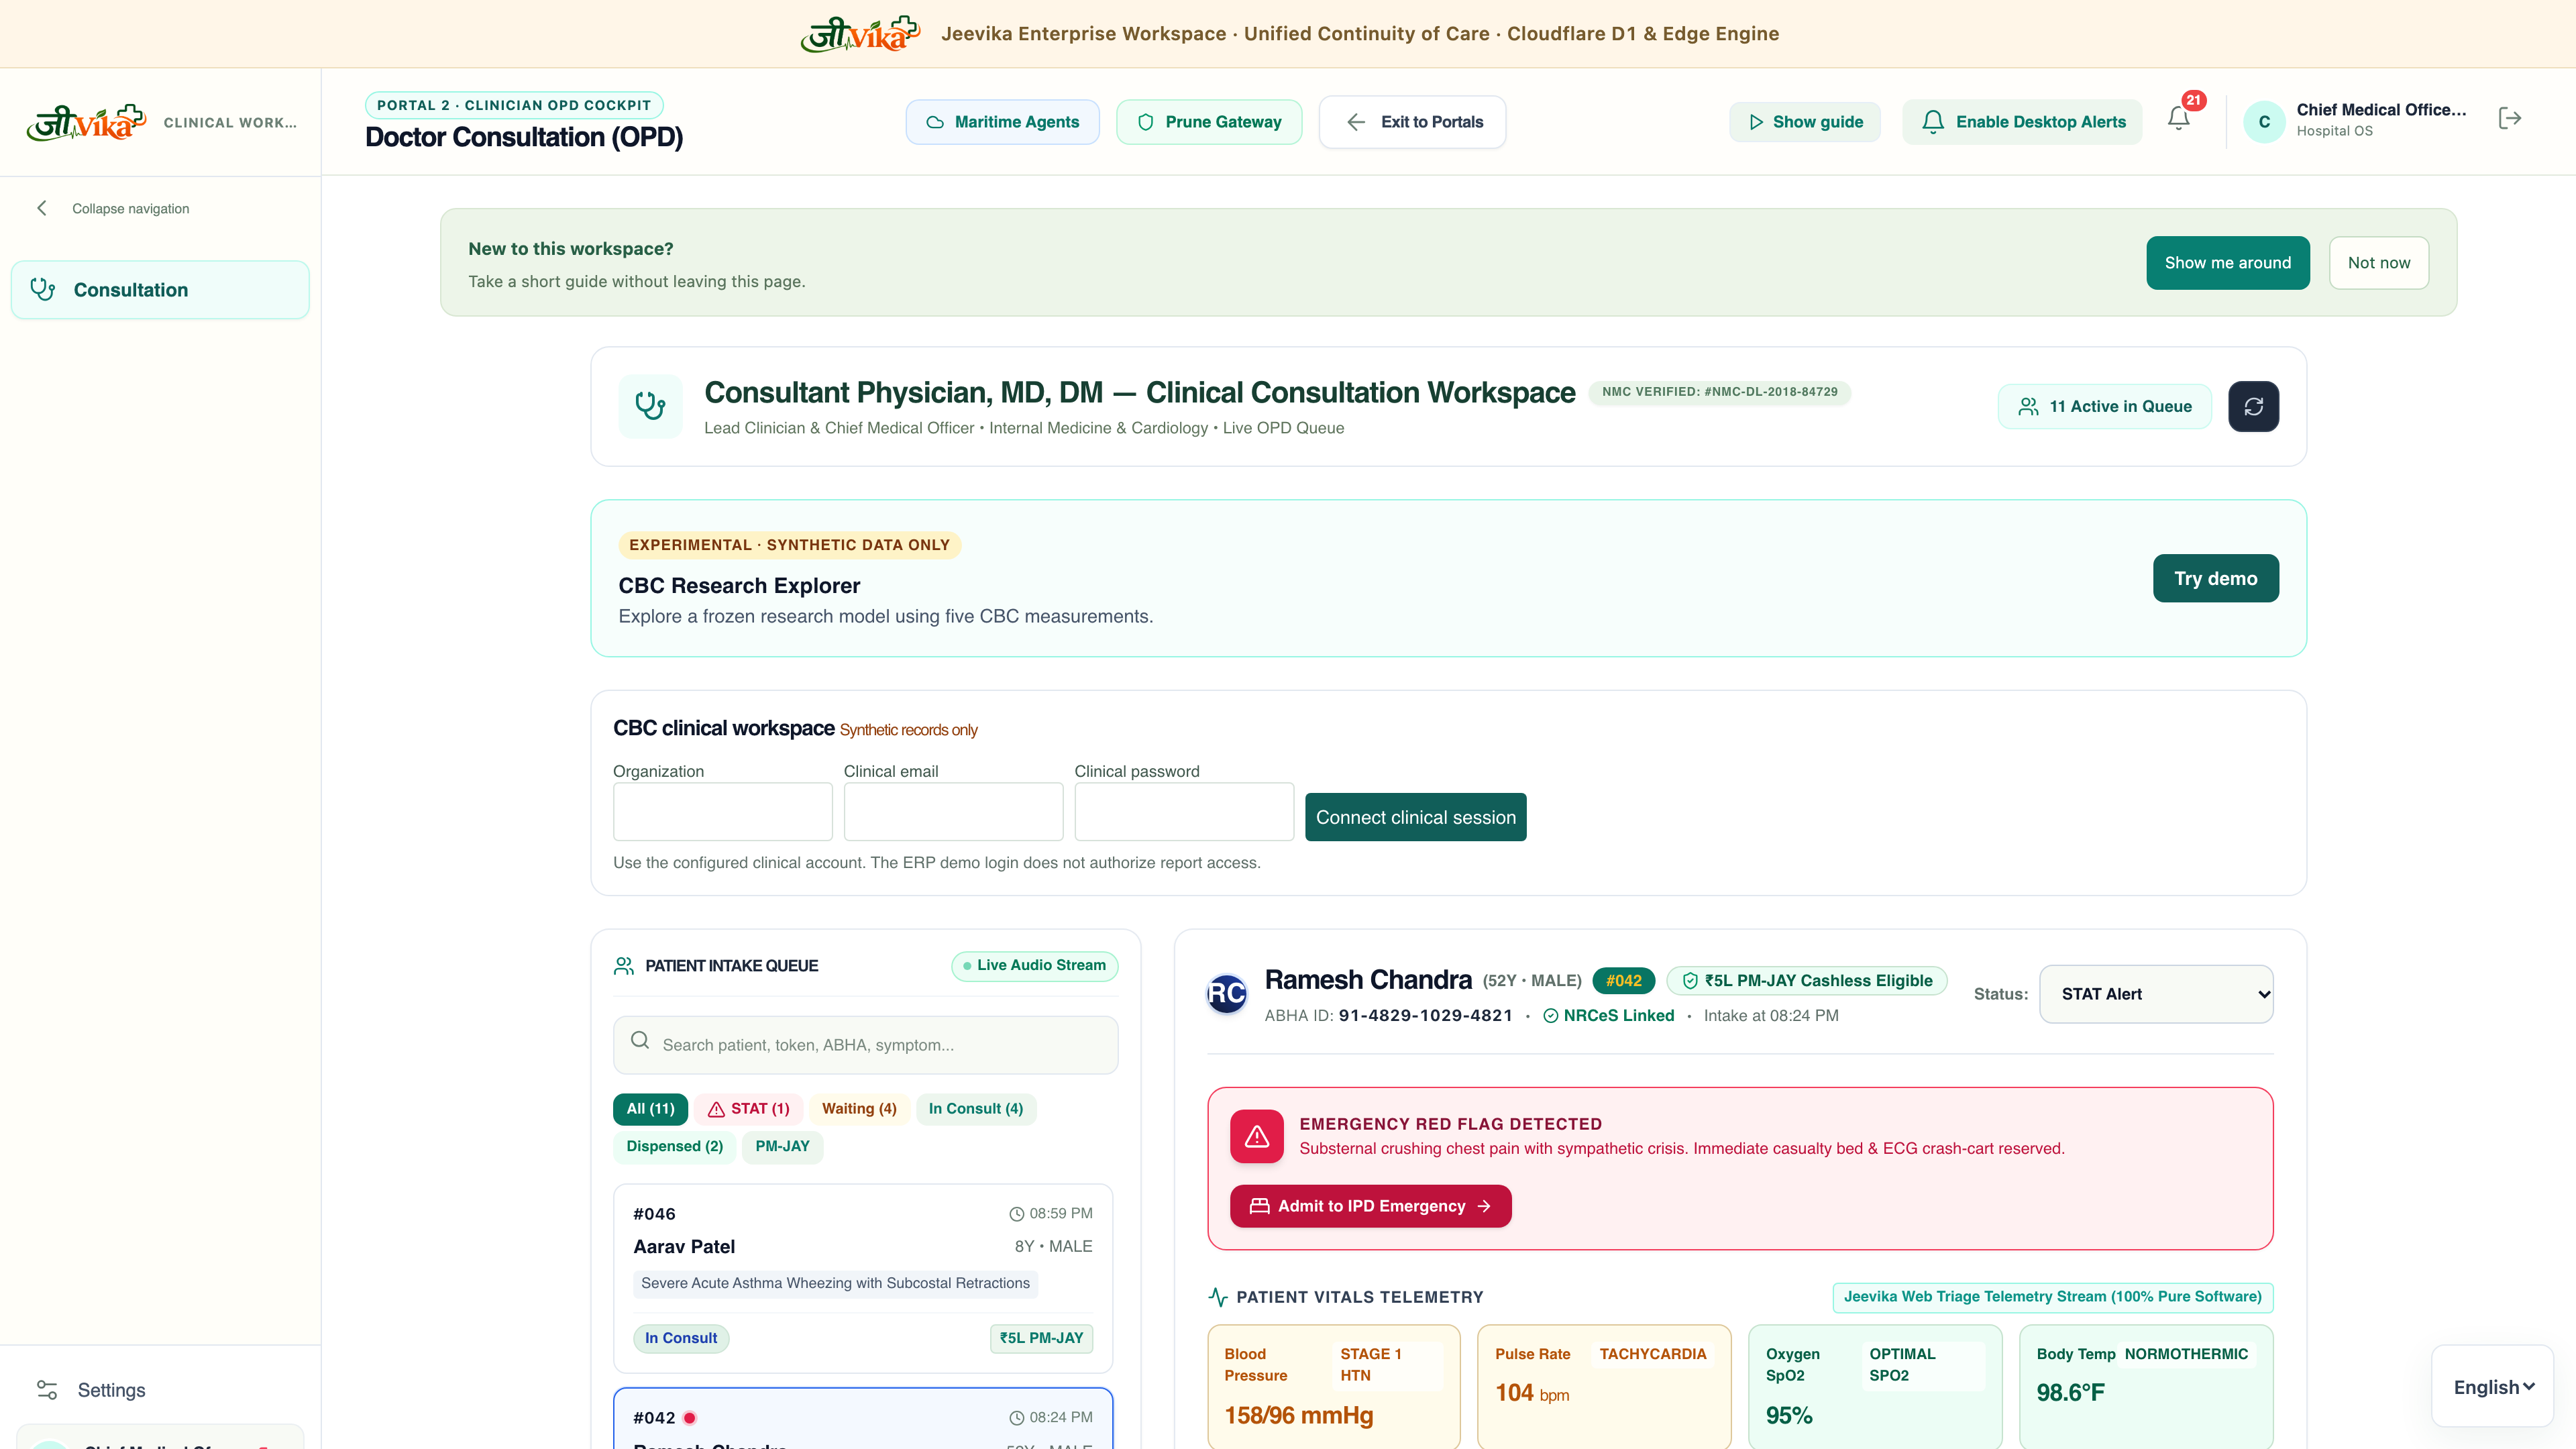 जीvika Jeevika Enterprise Workspace · Unified Continuity of Care · Cloudflare D1 & Edge Engine
जीvika CLINICAL WORK...
Collapse navigation
Consultation
Settings
PORTAL 2 · CLINICIAN OPD COCKPIT
Doctor Consultation (OPD)
Maritime Agents
Prune Gateway
Exit to Portals
Show guide
Enable Desktop Alerts
21
C
Chief Medical Office...
Hospital OS
New to this workspace?
Take a short guide without leaving this page.
Show me around
Not now
Consultant Physician, MD, DM — Clinical Consultation Workspace
NMC VERIFIED: #NMC-DL-2018-84729
Lead Clinician & Chief Medical Officer • Internal Medicine & Cardiology • Live OPD Queue
11 Active in Queue
EXPERIMENTAL · SYNTHETIC DATA ONLY
CBC Research Explorer
Explore a frozen research model using five CBC measurements.
Try demo
CBC clinical workspace Synthetic records only
Organization
Clinical email
Clinical password
Connect clinical session
Use the configured clinical account. The ERP demo login does not authorize report access.
PATIENT INTAKE QUEUE
Live Audio Stream
Search patient, token, ABHA, symptom...
All (11)
STAT (1)
Waiting (4)
In Consult (4)
Dispensed (2)
PM-JAY
#046
08:59 PM
Aarav Patel
8Y • MALE
Severe Acute Asthma Wheezing with Subcostal Retractions
In Consult
₹5L PM-JAY
#042
08:24 PM
RC
Ramesh Chandra (52Y • MALE) #042
₹5L PM-JAY Cashless Eligible
ABHA ID: 91-4829-1029-4821 • NRCeS Linked • Intake at 08:24 PM
Status:
STAT Alert
EMERGENCY RED FLAG DETECTED
Substernal crushing chest pain with sympathetic crisis. Immediate casualty bed & ECG crash-cart reserved.
Admit to IPD Emergency
PATIENT VITALS TELEMETRY
Jeevika Web Triage Telemetry Stream (100% Pure Software)
Blood Pressure
STAGE 1 HTN
158/96 mmHg
Pulse Rate
TACHYCARDIA
104 bpm
Oxygen SpO2
OPTIMAL SPO2
95%
Body Temp
NORMOTHERMIC
98.6°F
English